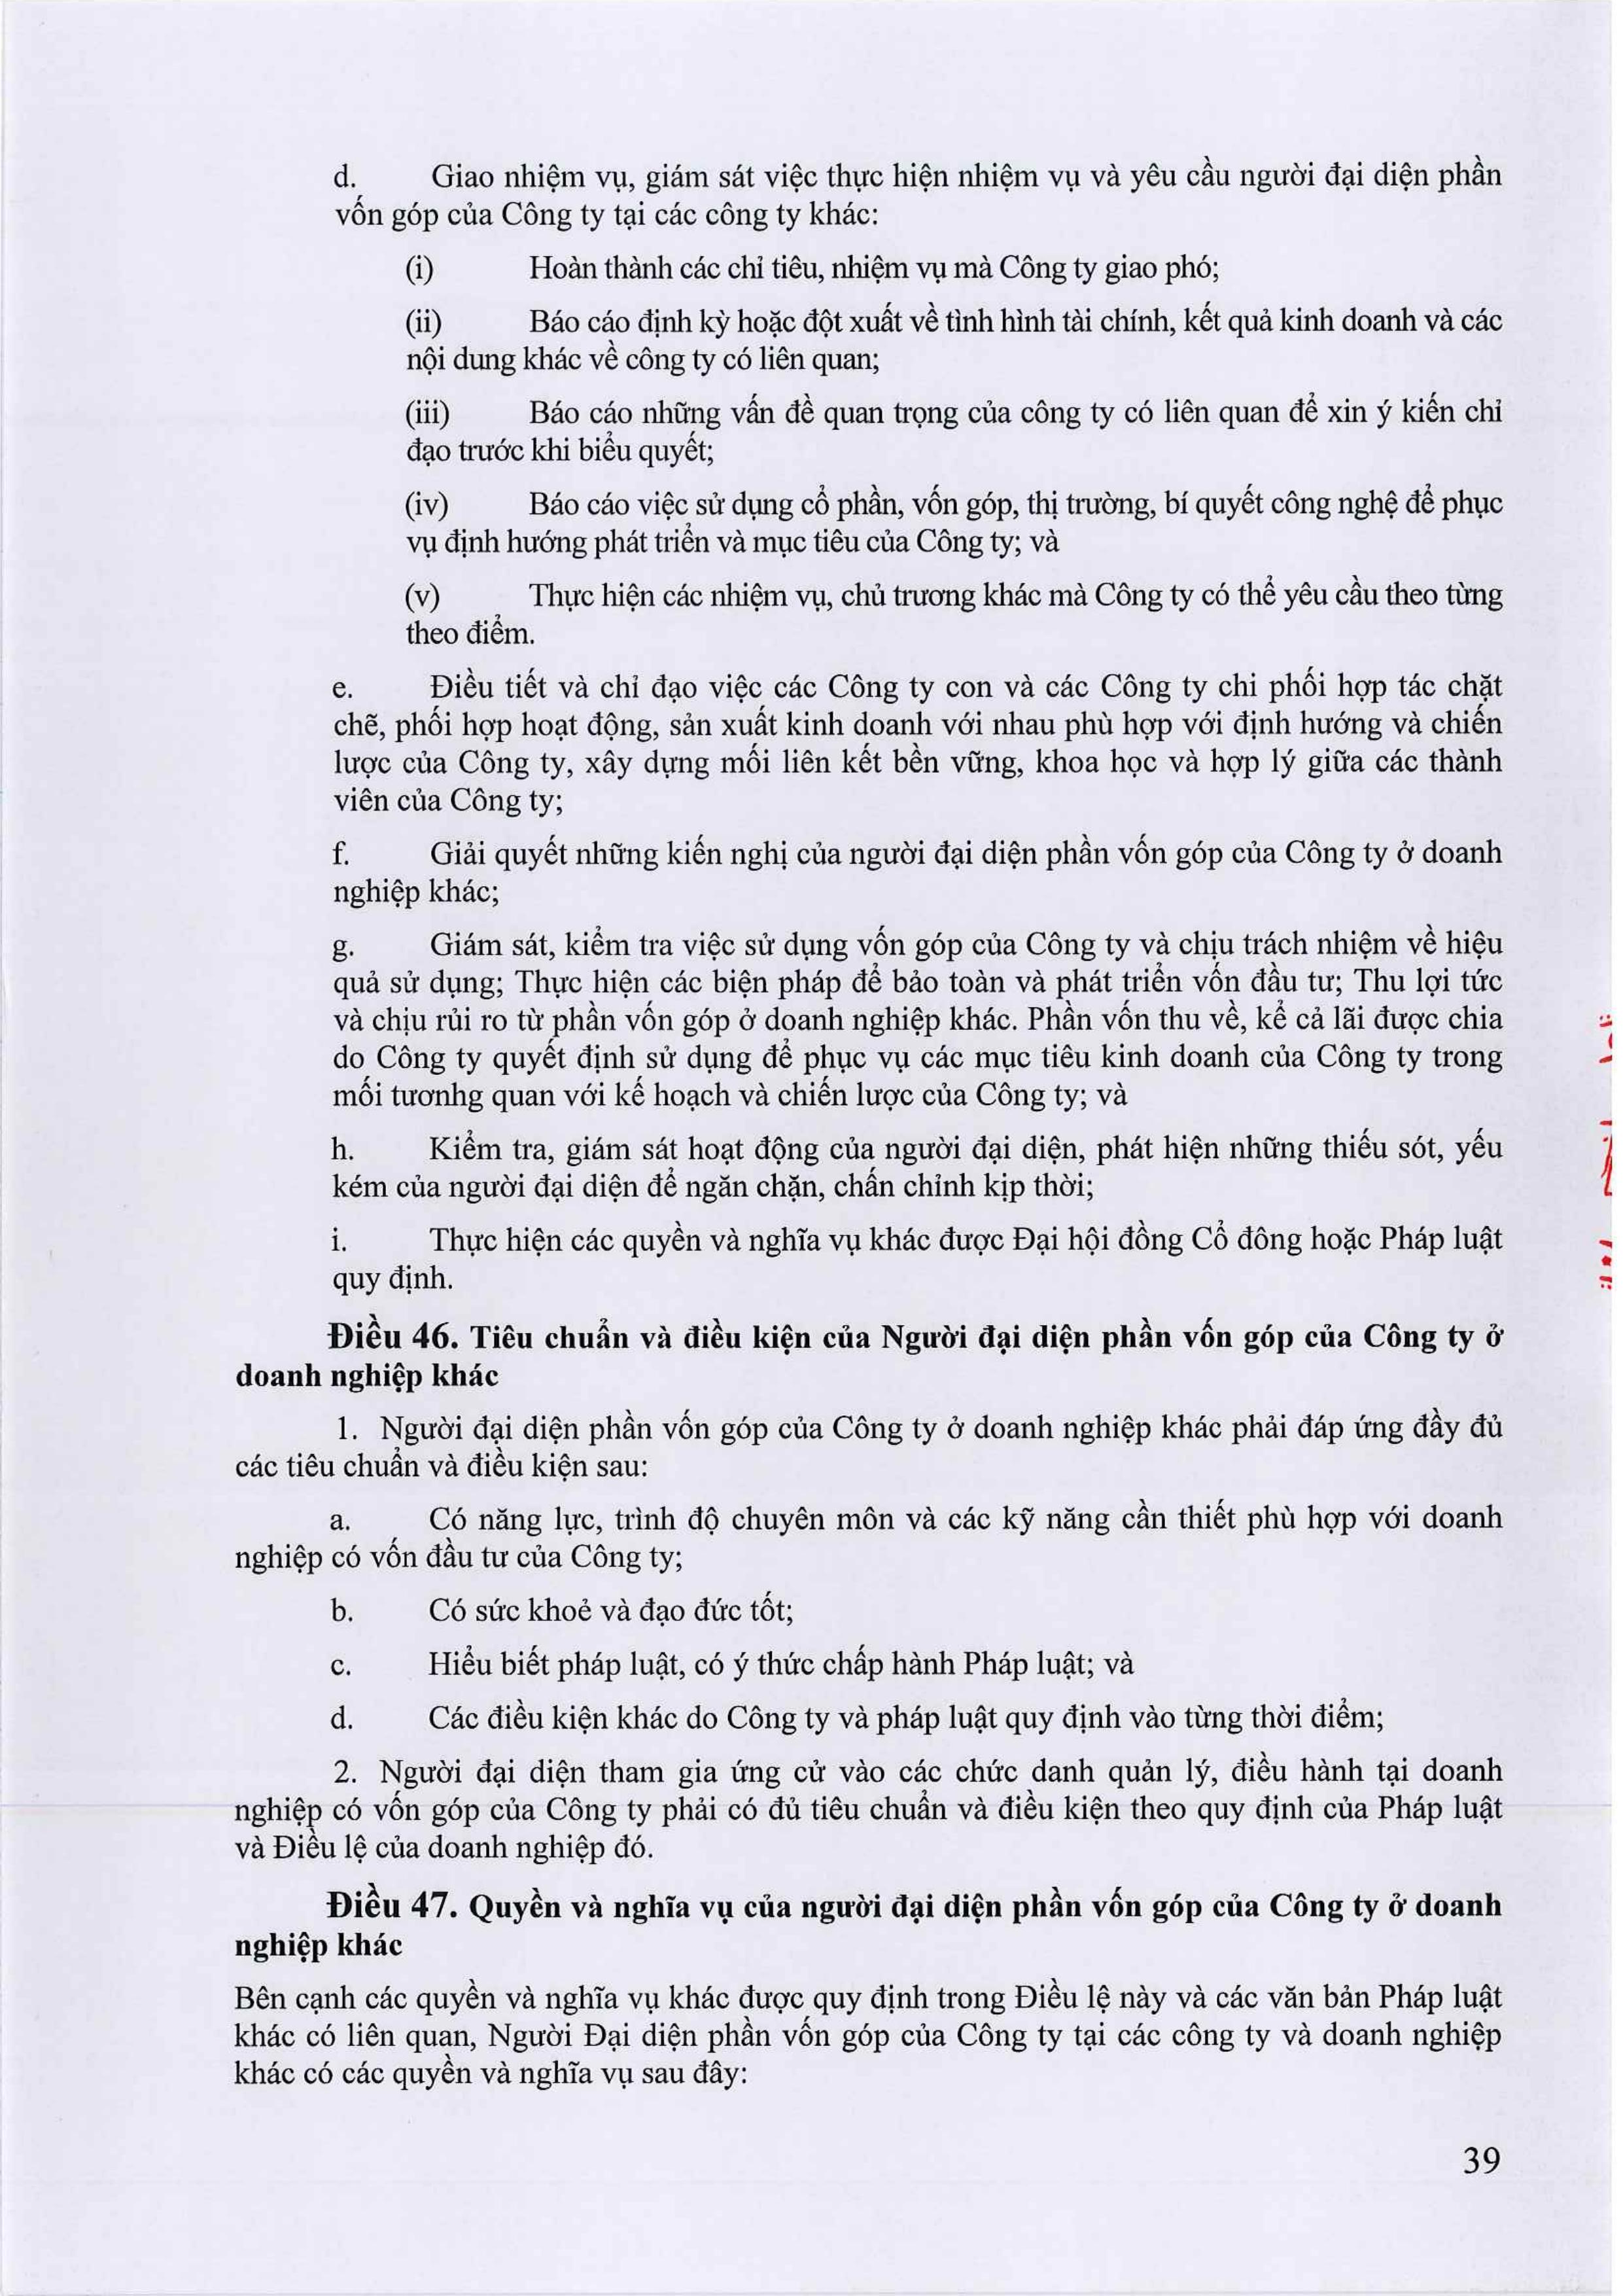 d. Giao nhiệm vụ, giám sát việc thực hiện nhiệm vụ và yêu cầu người đại diện phần
vốn góp của Công ty tại các công ty khác:
(i) Hoàn thành các chỉ tiêu, nhiệm vụ mà Công ty giao phó;
(ii) Báo cáo định kỳ hoặc đột xuất về tình hình tài chính, kết quả kinh doanh và các
nội dung khác về công ty có liên quan;
(iii) Báo cáo những vấn đề quan trọng của công ty có liên quan để xin ý kiến chỉ
đạo trước khi biểu quyết;
(iv) Báo cáo việc sử dụng cổ phần, vốn góp, thị trường, bí quyết công nghệ để phục
vụ định hướng phát triển và mục tiêu của Công ty; và
(v) Thực hiện các nhiệm vụ, chủ trương khác mà Công ty có thể yêu cầu theo từng
theo điểm.
e. Điều tiết và chỉ đạo việc các Công ty con và các Công ty chi phối hợp tác chặt
chẽ, phối hợp hoạt động, sản xuất kinh doanh với nhau phù hợp với định hướng và chiến
lược của Công ty, xây dựng mối liên kết bền vững, khoa học và hợp lý giữa các thành
viên của Công ty;
f. Giải quyết những kiến nghị của người đại diện phần vốn góp của Công ty ở doanh
nghiệp khác;
g. Giám sát, kiểm tra việc sử dụng vốn góp của Công ty và chịu trách nhiệm về hiệu
quả sử dụng; Thực hiện các biện pháp để bảo toàn và phát triển vốn đầu tư; Thu lợi tức
và chịu rủi ro từ phần vốn góp ở doanh nghiệp khác. Phần vốn thu về, kể cả lãi được chia
do Công ty quyết định sử dụng để phục vụ các mục tiêu kinh doanh của Công ty trong
mối tươnhg quan với kế hoạch và chiến lược của Công ty; và
h. Kiểm tra, giám sát hoạt động của người đại diện, phát hiện những thiếu sót, yếu
kém của người đại diện để ngăn chặn, chấn chỉnh kịp thời;
i. Thực hiện các quyền và nghĩa vụ khác được Đại hội đồng Cổ đông hoặc Pháp luật
quy định.
Điều 46. Tiêu chuẩn và điều kiện của Người đại diện phần vốn góp của Công ty ở
doanh nghiệp khác
1. Người đại diện phần vốn góp của Công ty ở doanh nghiệp khác phải đáp ứng đầy đủ
các tiêu chuẩn và điều kiện sau:
a. Có năng lực, trình độ chuyên môn và các kỹ năng cần thiết phù hợp với doanh
nghiệp có vốn đầu tư của Công ty;
b. Có sức khoẻ và đạo đức tốt;
c. Hiểu biết pháp luật, có ý thức chấp hành Pháp luật; và
d. Các điều kiện khác do Công ty và pháp luật quy định vào từng thời điểm;
2. Người đại diện tham gia ứng cử vào các chức danh quản lý, điều hành tại doanh
nghiệp có vốn góp của Công ty phải có đủ tiêu chuẩn và điều kiện theo quy định của Pháp luật
và Điều lệ của doanh nghiệp đó.
Điều 47. Quyền và nghĩa vụ của người đại diện phần vốn góp của Công ty ở doanh
nghiệp khác
Bên cạnh các quyền và nghĩa vụ khác được quy định trong Điều lệ này và các văn bản Pháp luật
khác có liên quan, Người Đại diện phần vốn góp của Công ty tại các công ty và doanh nghiệp
khác có các quyền và nghĩa vụ sau đây:
39